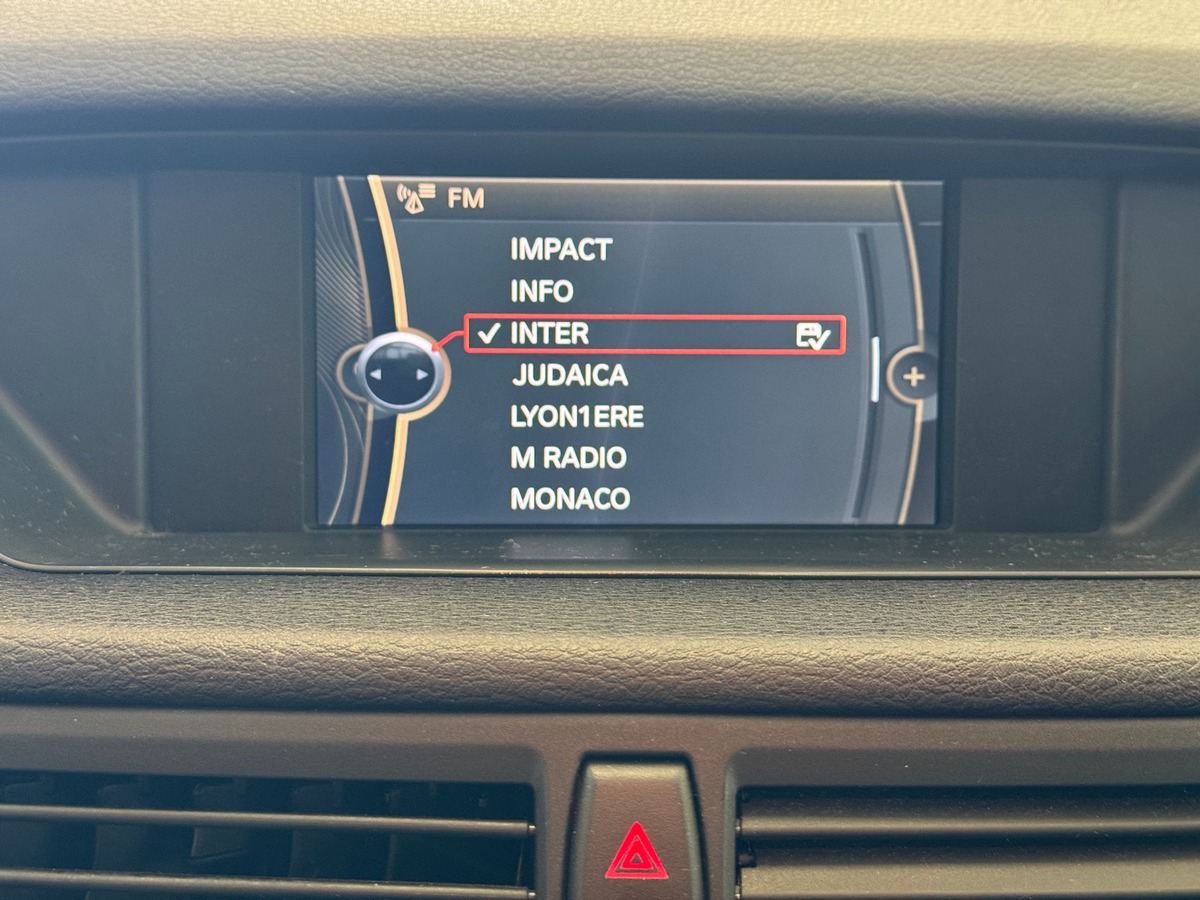 FM
IMPACT
INFO
INTER
JUDAICA
LYON1ERE
M RADIO
MONACO